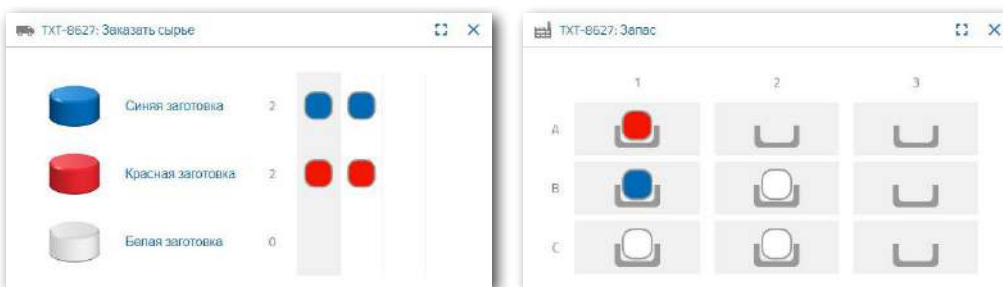 TXT-8627: Заказать сырье
Синяя заготовка 2
Красная заготовка 2
Белая заготовка 0
TXT-8627: Запас
1 2 3
A
B
C